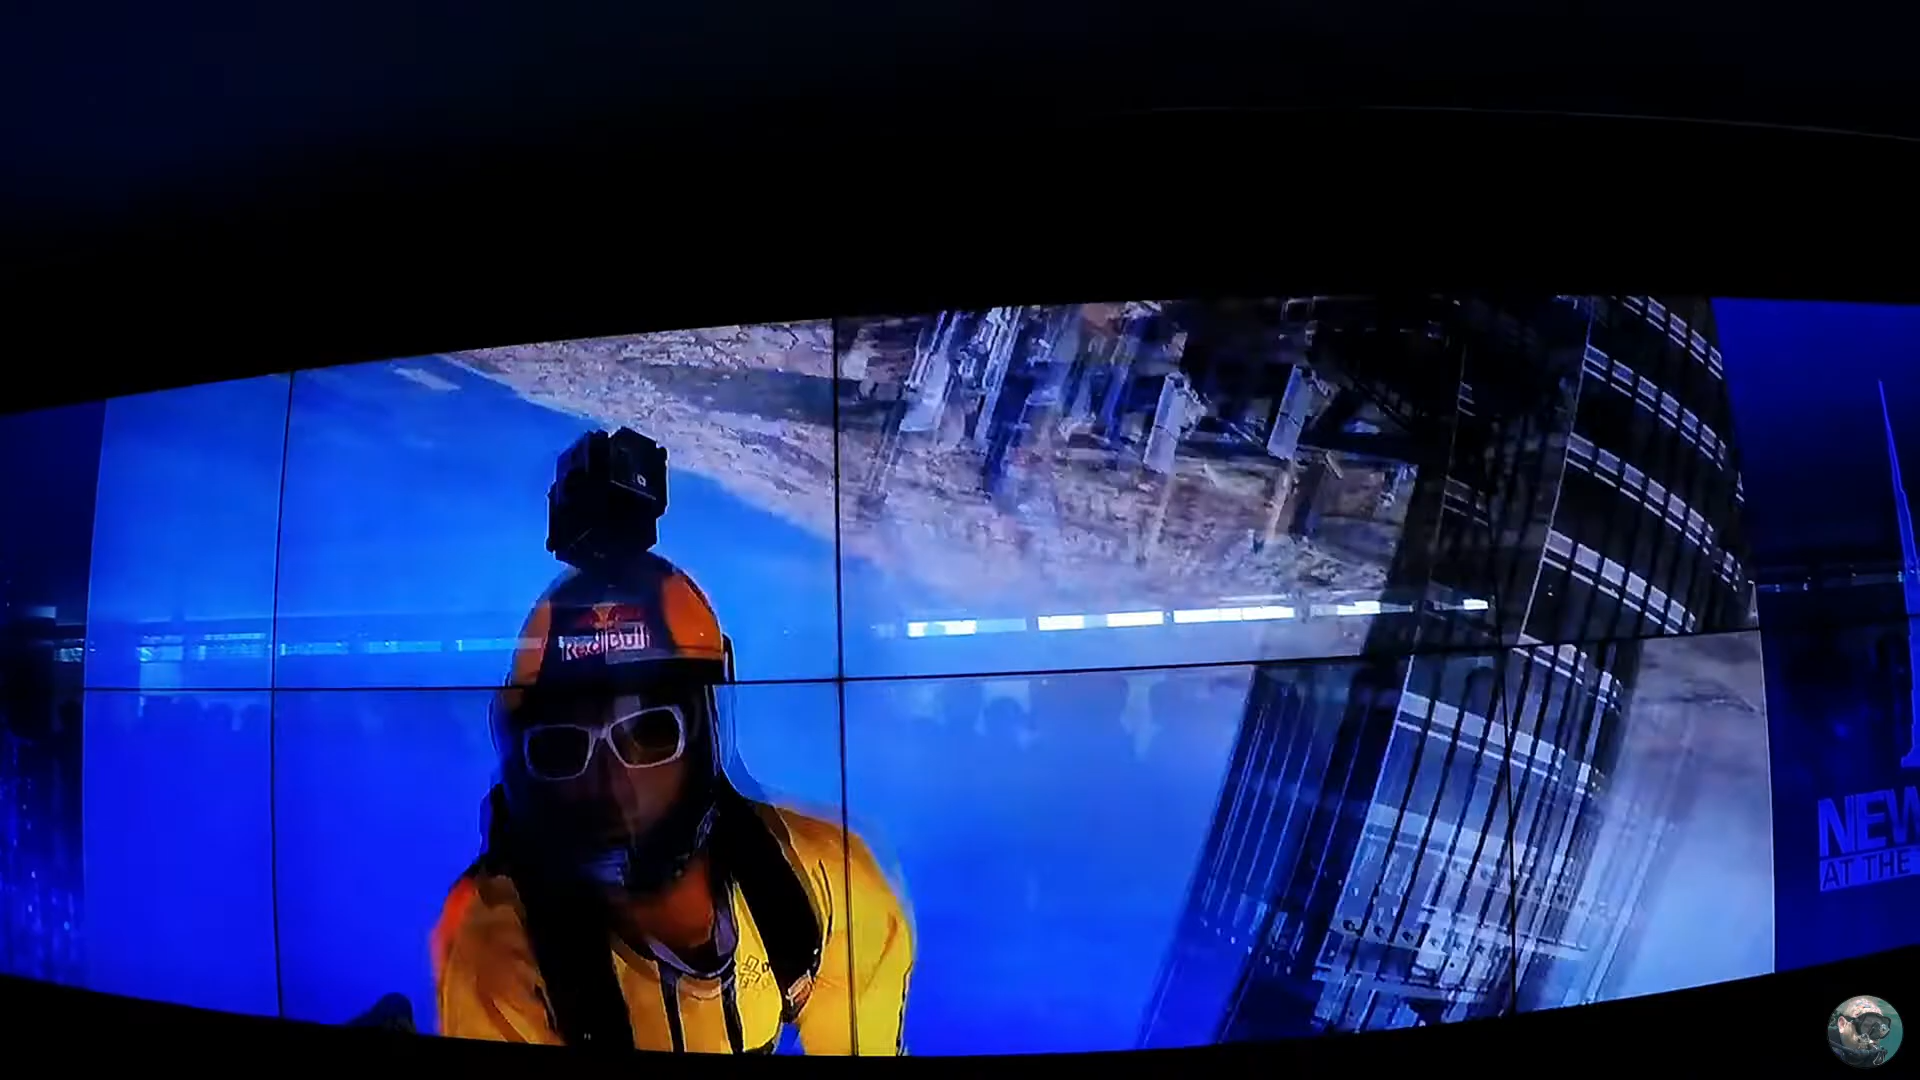 Red Bull
NEW
AT THE